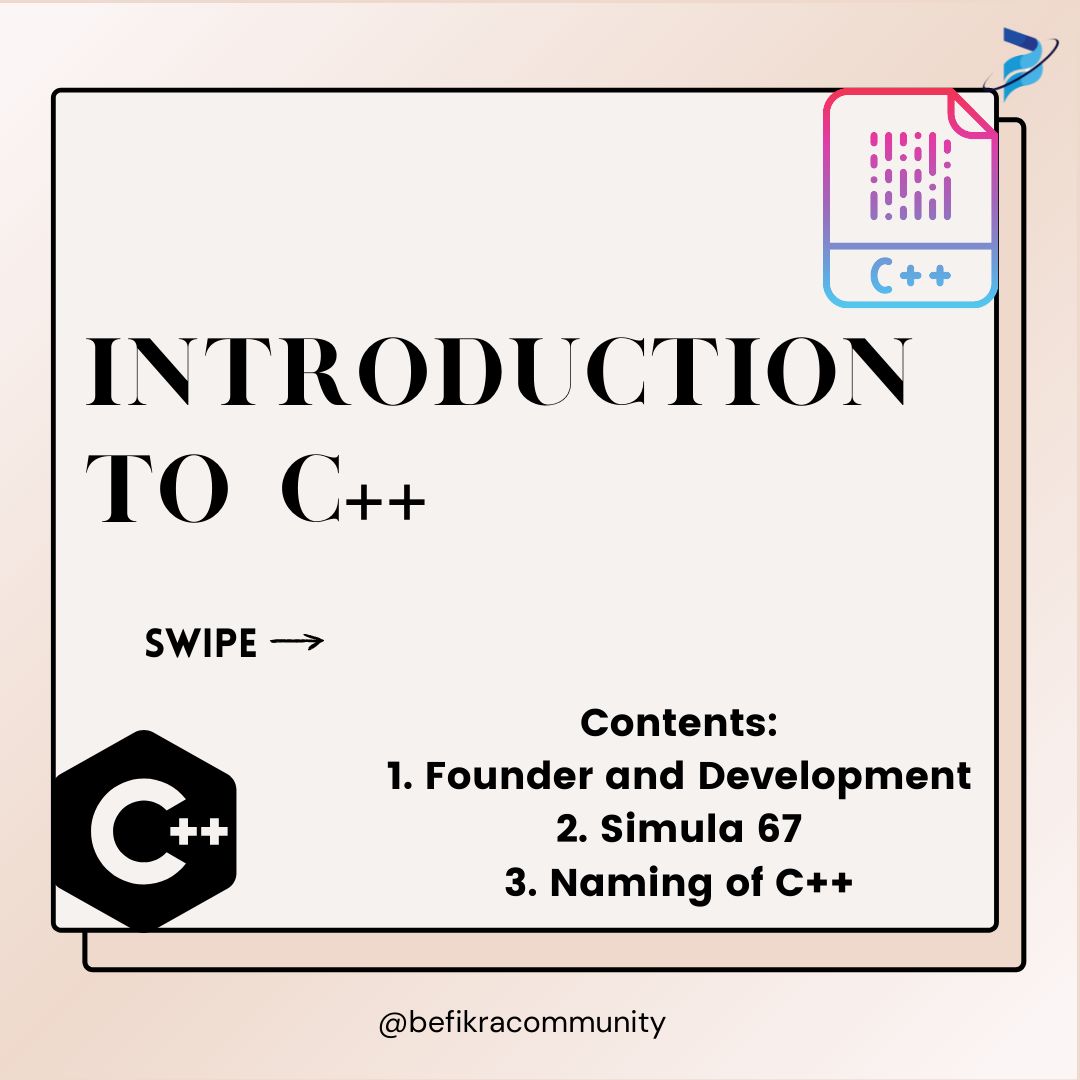 C++
INTRODUCTION
TO C++
SWIPE →
Contents:
1. Founder and Development
2. Simula 67
3. Naming of C++
C++
@befikracommunity